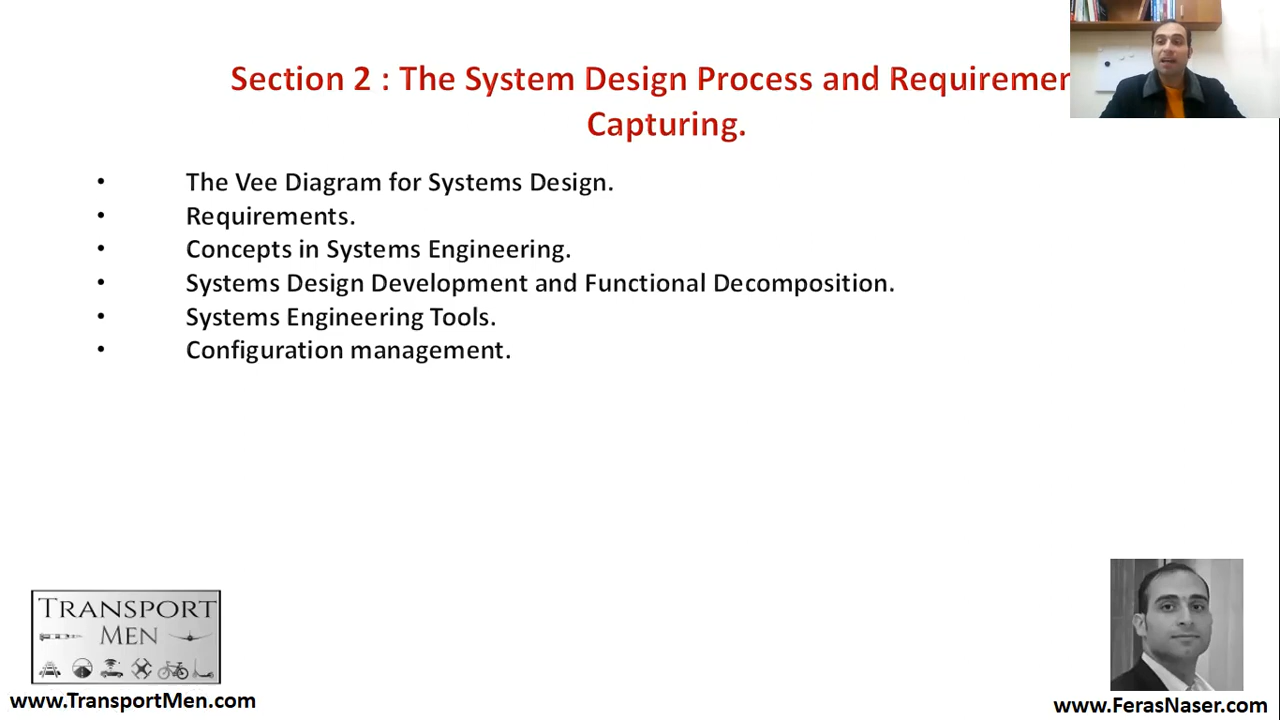 Section 2 : The System Design Process and Requiremen
Capturing.
• The Vee Diagram for Systems Design.
• Requirements.
• Concepts in Systems Engineering.
• Systems Design Development and Functional Decomposition.
• Systems Engineering Tools.
• Configuration management.
TRANSPORT
MEN
www.TransportMen.com
www.FerasNaser.com